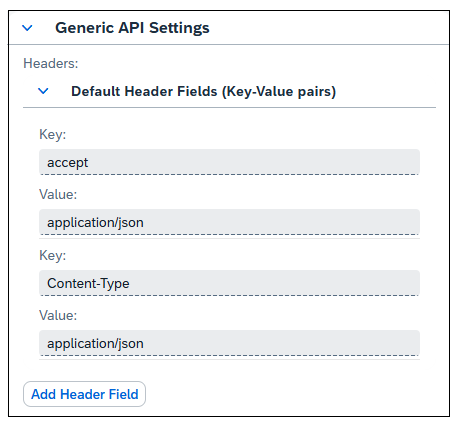 Generic API Settings
Headers:
Default Header Fields (Key-Value pairs)
Key:
accept
Value:
application/json
Key:
Content-Type
Value:
application/json
Add Header Field